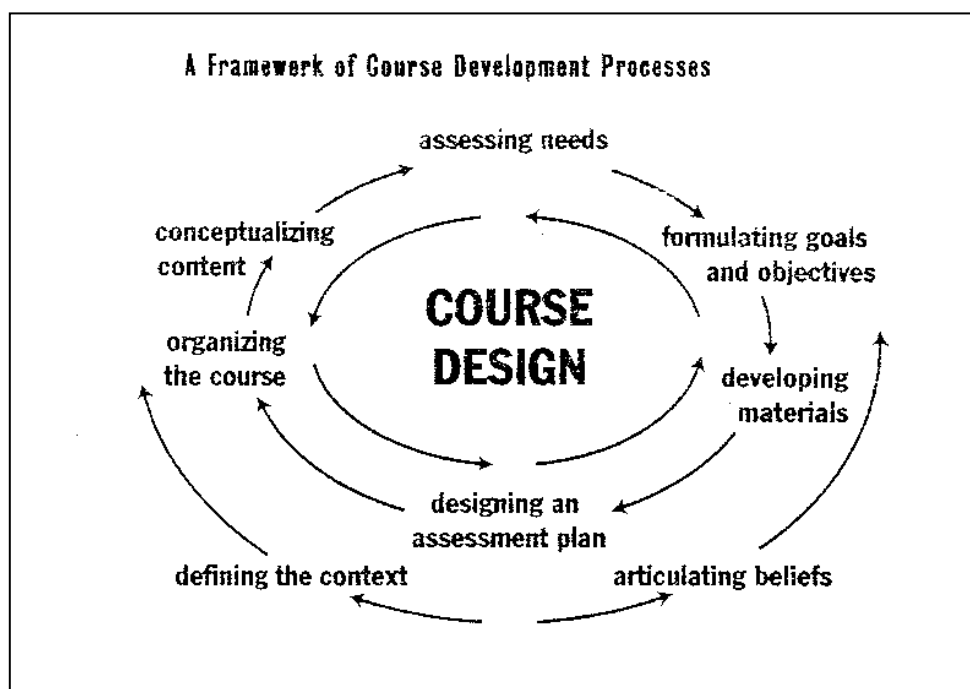 A Framework of Course Development Processes
assessing needs
conceptualizing
content
formulating goals
and objectives
COURSE
DESIGN
organizing
the course
developing
materials
designing an
assessment plan
defining the context
articulating beliefs